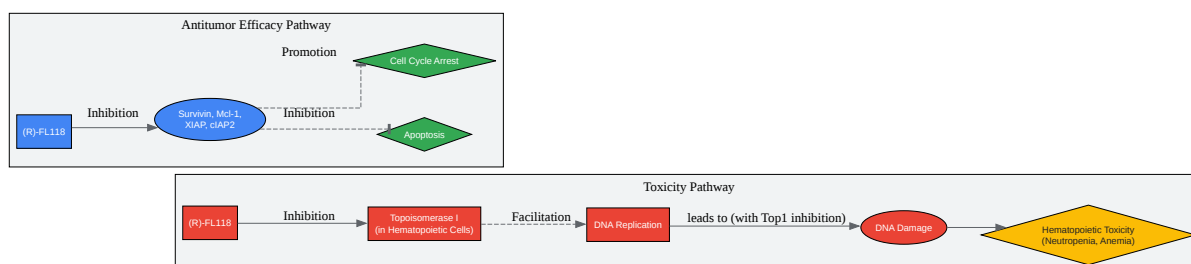 Antitumor Efficacy Pathway
Promotion
Cell Cycle Arrest
Inhibition
Inhibition
Survivin, Mcl-1,
XIAP, cIAP2
(R)-FL118
Apoptosis
Toxicity Pathway
(R)-FL118
Inhibition
Topoisomerase I
(in Hematopoietic Cells)
Facilitation
DNA Replication
leads to (with Top1 inhibition)
DNA Damage
Hematopoietic Toxicity
(Neutropenia, Anemia)